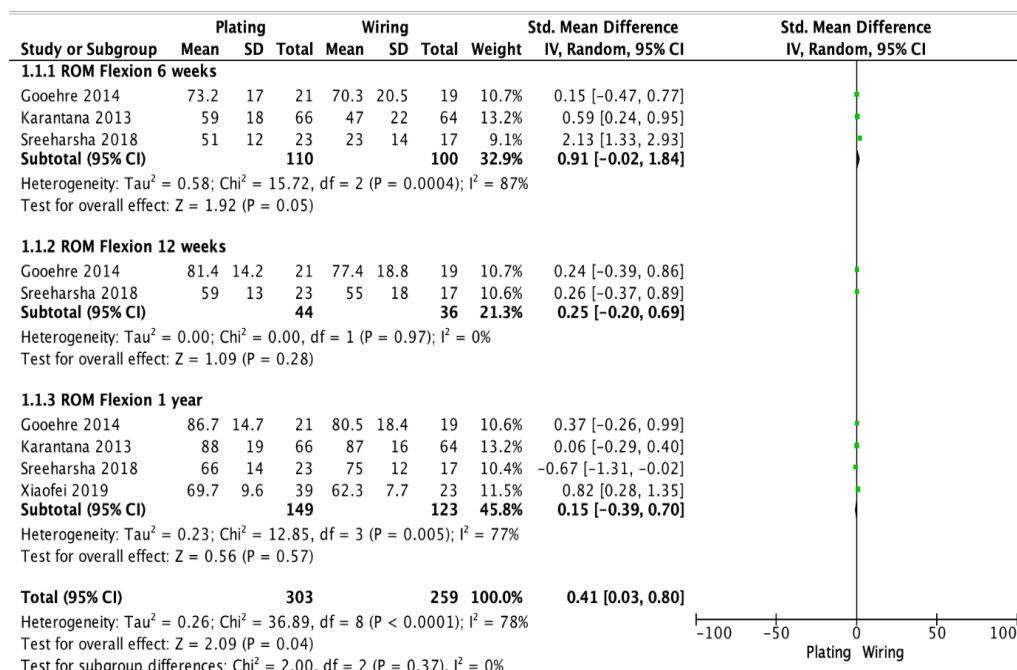 Plating Wiring Std. Mean Difference Std. Mean Difference
Study or Subgroup Mean SD Total Mean SD Total Weight IV, Random, 95% CI IV, Random, 95% CI
1.1.1 ROM Flexion 6 weeks
Gooehre 2014 73.2 17 21 70.3 20.5 19 10.7% 0.15 [-0.47, 0.77]
Karantana 2013 59 18 66 47 22 64 13.2% 0.59 [0.24, 0.95]
Sreeharsha 2018 51 12 23 23 14 17 9.1% 2.13 [1.33, 2.93]
Subtotal (95% CI) 110 100 32.9% 0.91 [-0.02, 1.84]
Heterogeneity: Tau² = 0.58; Chi² = 15.72, df = 2 (P = 0.0004); I² = 87%
Test for overall effect: Z = 1.92 (P = 0.05)
1.1.2 ROM Flexion 12 weeks
Gooehre 2014 81.4 14.2 21 77.4 18.8 19 10.7% 0.24 [-0.39, 0.86]
Sreeharsha 2018 59 13 23 55 18 17 10.6% 0.26 [-0.37, 0.89]
Subtotal (95% CI) 44 36 21.3% 0.25 [-0.20, 0.69]
Heterogeneity: Tau² = 0.00; Chi² = 0.00, df = 1 (P = 0.97); I² = 0%
Test for overall effect: Z = 1.09 (P = 0.28)
1.1.3 ROM Flexion 1 year
Gooehre 2014 86.7 14.7 21 80.5 18.4 19 10.6% 0.37 [-0.26, 0.99]
Karantana 2013 88 19 66 87 16 64 13.2% 0.06 [-0.29, 0.40]
Sreeharsha 2018 66 14 23 75 12 17 10.4% -0.67 [-1.31, -0.02]
Xiaofei 2019 69.7 9.6 39 62.3 7.7 23 11.5% 0.82 [0.28, 1.35]
Subtotal (95% CI) 149 123 45.8% 0.15 [-0.39, 0.70]
Heterogeneity: Tau² = 0.23; Chi² = 12.85, df = 3 (P = 0.005); I² = 77%
Test for overall effect: Z = 0.56 (P = 0.57)
Total (95% CI) 303 259 100.0% 0.41 [0.03, 0.80]
Heterogeneity: Tau² = 0.26; Chi² = 36.89, df = 8 (P < 0.0001); I² = 78%
Test for overall effect: Z = 2.09 (P = 0.04)
Test for subgroup differences: Chi² = 2.00, df = 2 (P = 0.37), I² = 0%
-100 -50 0 50 100
Plating Wiring